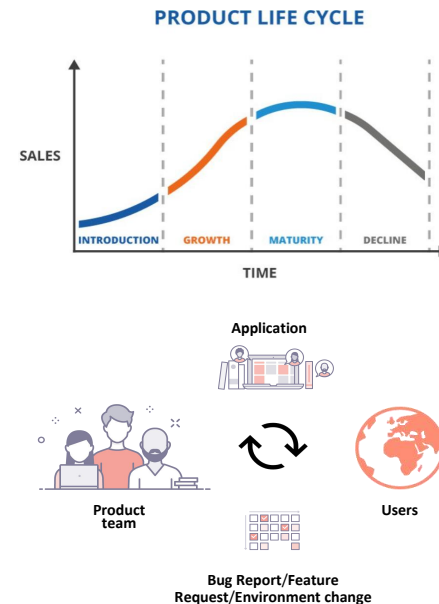 PRODUCT LIFE CYCLE
SALES
INTRODUCTION GROWTH MATURITY DECLINE
TIME
Application
Product
team
Users
Bug Report/Feature
Request/Environment change